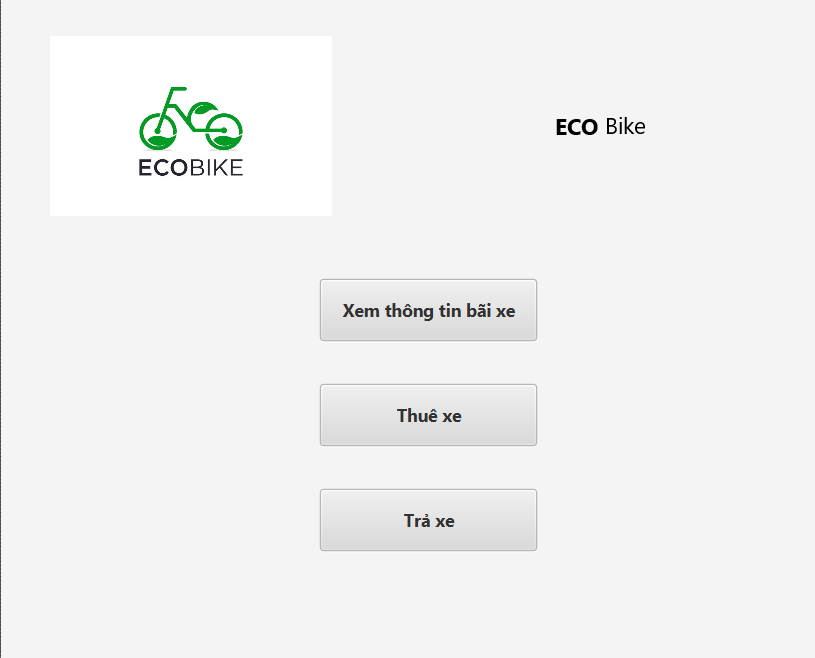 ECOBIKE
ECO Bike
Xem thông tin bãi xe
Thuê xe
Trả xe